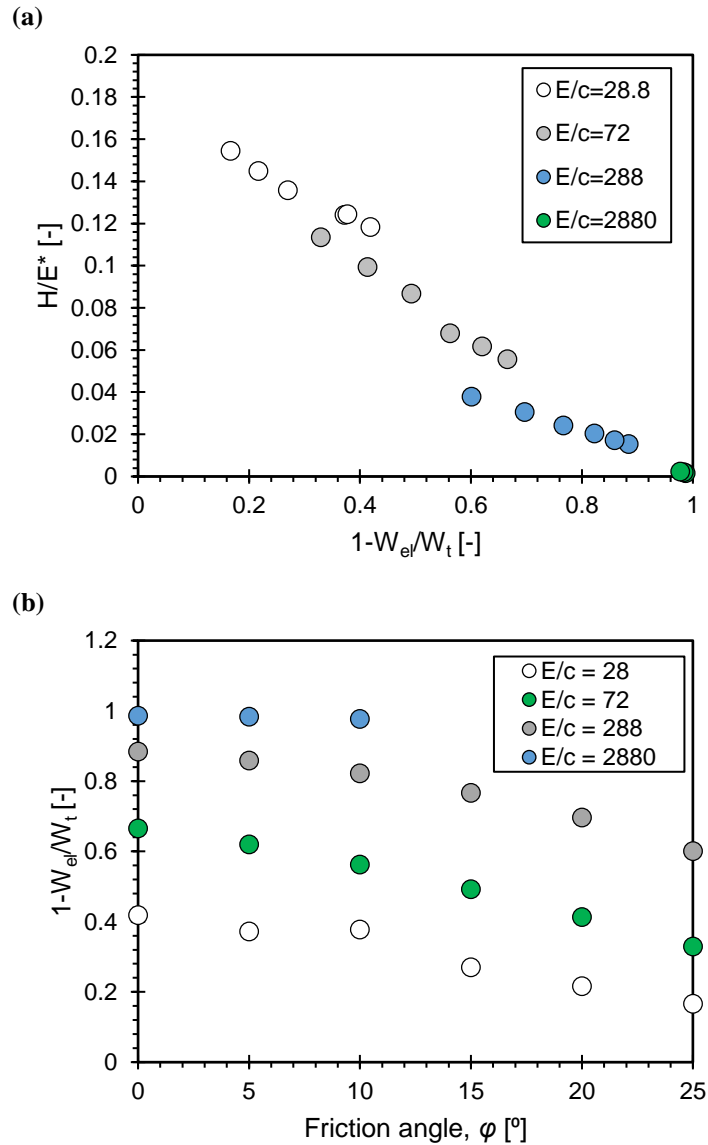 (a)
0.2
0.18
0.16
0.14
0.12
0.1
0.08
0.06
0.04
0.02
0
H/E* [-]
E/c=28.8
E/c=72
E/c=288
E/c=2880
0 0.2 0.4 0.6 0.8 1
1-Wel/Wt [-]
(b)
1.2
1
0.8
0.6
0.4
0.2
0
1-Wel/Wt [-]
E/c = 28
E/c = 72
E/c = 288
E/c = 2880
0 5 10 15 20 25
Friction angle, φ [º]